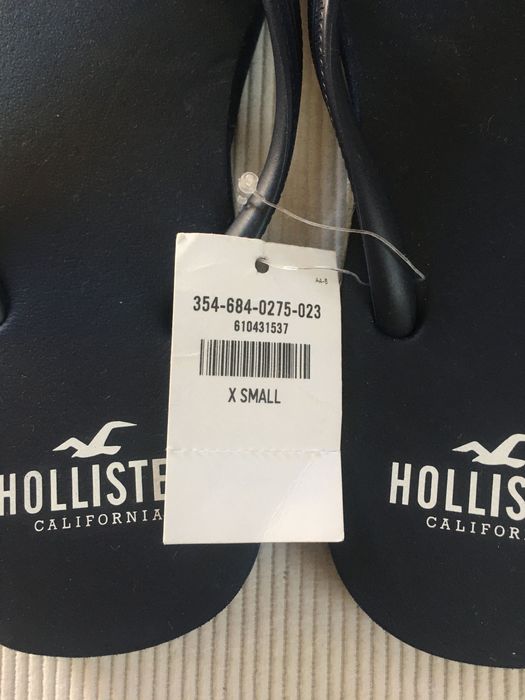 354-684-0275-023
610431537
X SMALL
HOLLISTE
CALIFORNIA
HOLLIS
CALIFOR